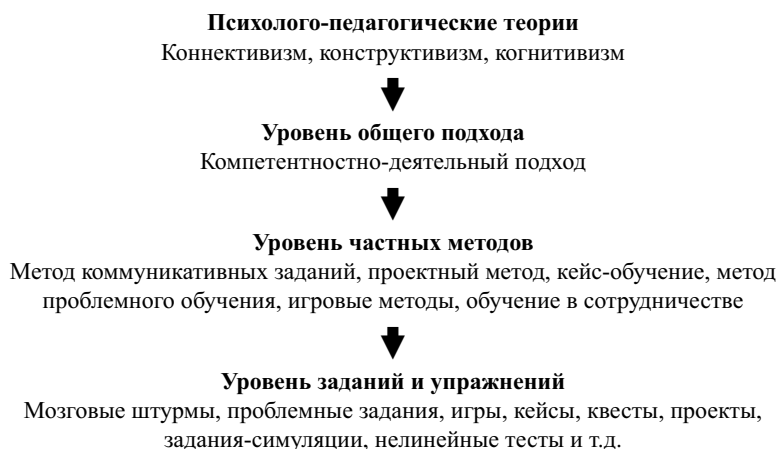 Психолого-педагогические теории
Коннективизм, конструктивизм, когнитивизм
Уровень общего подхода
Компетентностно-деятельный подход
Уровень частных методов
Метод коммуникативных заданий, проектный метод, кейс-обучение, метод
проблемного обучения, игровые методы, обучение в сотрудничестве
Уровень заданий и упражнений
Мозговые штурмы, проблемные задания, игры, кейсы, квесты, проекты,
задания-симуляции, нелинейные тесты и т.д.